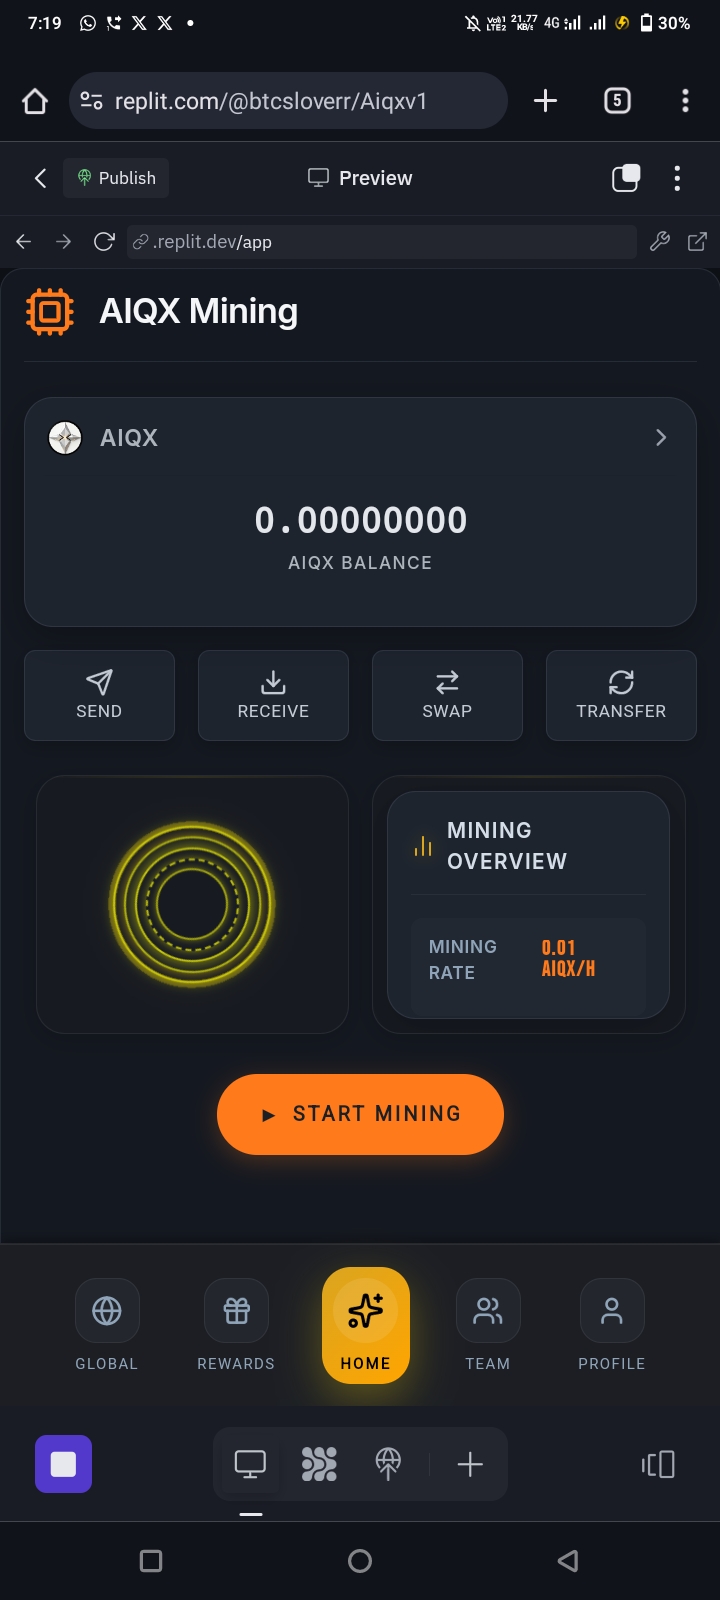 7:19
Vo))1 LTE2
21.77 KB/s
4G
30%
replit.com/@btcsloverr/Aiqxv1
5
Publish
Preview
.replit.dev/app
AIQX Mining
AIQX
0.00000000
AIQX BALANCE
SEND
RECEIVE
SWAP
TRANSFER
MINING
OVERVIEW
MINING
RATE
0.01
AIQX/H
► START MINING
GLOBAL
REWARDS
HOME
TEAM
PROFILE